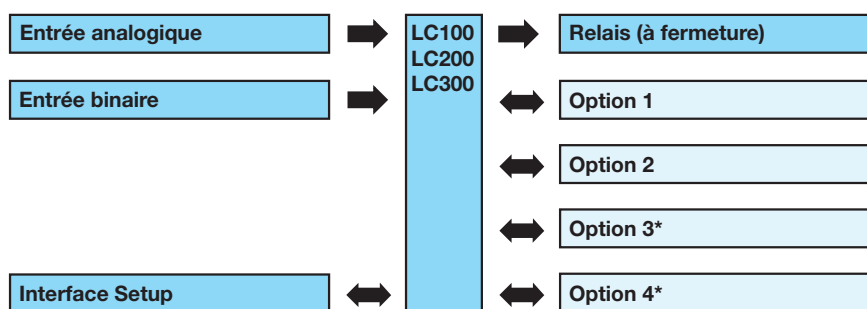 Entrée analogique
LC100
LC200
LC300
Relais (à fermeture)
Entrée binaire
Option 1
Option 2
Option 3*
Interface Setup
Option 4*